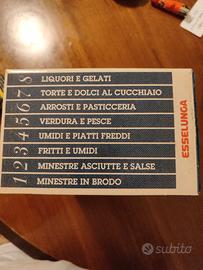 8 LIQUORI E GELATI
7 TORTE E DOLCI AL CUCCHIAIO
6 ARROSTI E PASTICCERIA
5 VERDURA E PESCE
4 UMIDI E PIATTI FREDDI
3 FRITTI E UMIDI
2 MINESTRE ASCIUTTE E SALSE
1 MINESTRE IN BRODO
ESSELUNGA
subito